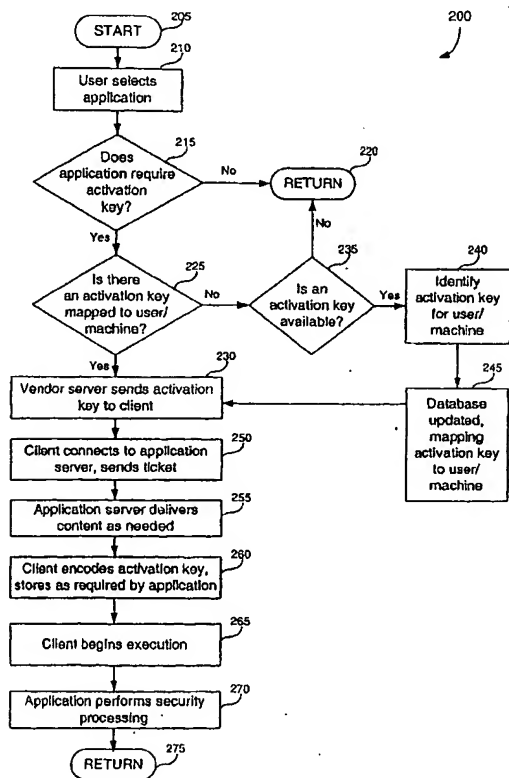 205
START
200
210
User selects
application
215
Does
application require
activation
key?
No
220
RETURN
Yes
No
225
Is there
an activation key
mapped to user/
machine?
No
235
Is an
activation key
available?
Yes
240
Identify
activation key
for user/
machine
Yes
230
Vendor server sends activation
key to client
245
Database
updated,
mapping
activation key
to user/
machine
250
Client connects to application
server, sends ticket
255
Application server delivers
content as needed
260
Client encodes activation key,
stores as required by application
265
Client begins execution
270
Application performs security
processing
275
RETURN